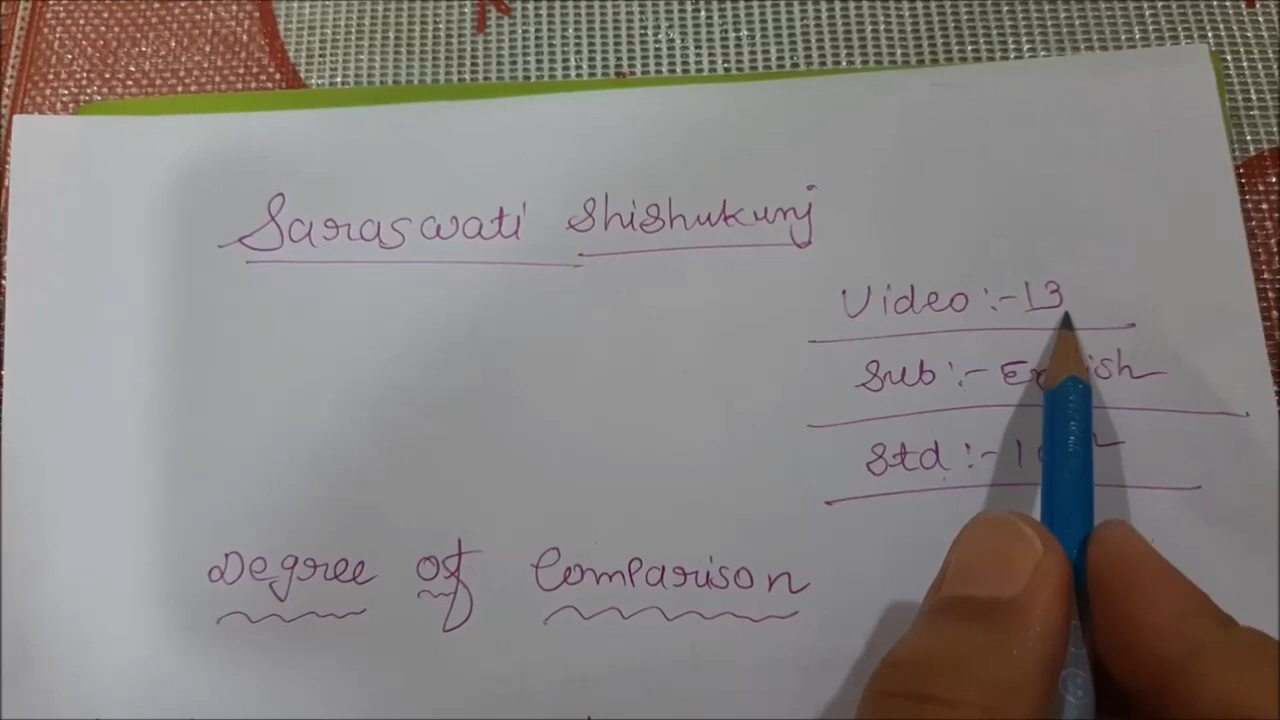 Saraswati Shishukunj
Video :- 13
Sub :-
Std :-
Degree of Comparison